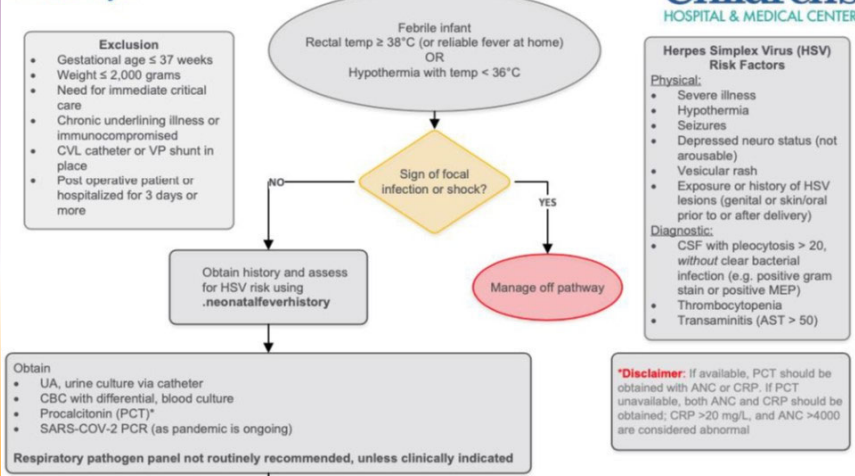 HOSPITAL & MEDICAL CENTER
Febrile infant
Rectal temp ≥ 38°C (or reliable fever at home)
OR
Hypothermia with temp < 36°C
Exclusion
• Gestational age ≤ 37 weeks
• Weight ≤ 2,000 grams
• Need for immediate critical
care
• Chronic underlining illness or
immunocompromised
• CVL catheter or VP shunt in
place
• Post operative patient or
hospitalized for 3 days or
more
Herpes Simplex Virus (HSV)
Risk Factors
Physical:
• Severe illness
• Hypothermia
• Seizures
• Depressed neuro status (not
arousable)
• Vesicular rash
• Exposure or history of HSV
lesions (genital or skin/oral
prior to or after delivery)
Diagnostic:
• CSF with pleocytosis > 20,
without clear bacterial
infection (e.g. positive gram
stain or positive MEP)
• Thrombocytopenia
• Transaminitis (AST > 50)
Sign of focal
infection or shock?
NO
YES
Obtain history and assess
for HSV risk using
.neonatalfeverhistory
Manage off pathway
Obtain
• UA, urine culture via catheter
• CBC with differential, blood culture
• Procalcitonin (PCT)*
• SARS-COV-2 PCR (as pandemic is ongoing)
Respiratory pathogen panel not routinely recommended, unless clinically indicated
*Disclaimer: If available, PCT should be
obtained with ANC or CRP. If PCT
unavailable, both ANC and CRP should be
obtained; CRP >20 mg/L, and ANC >4000
are considered abnormal